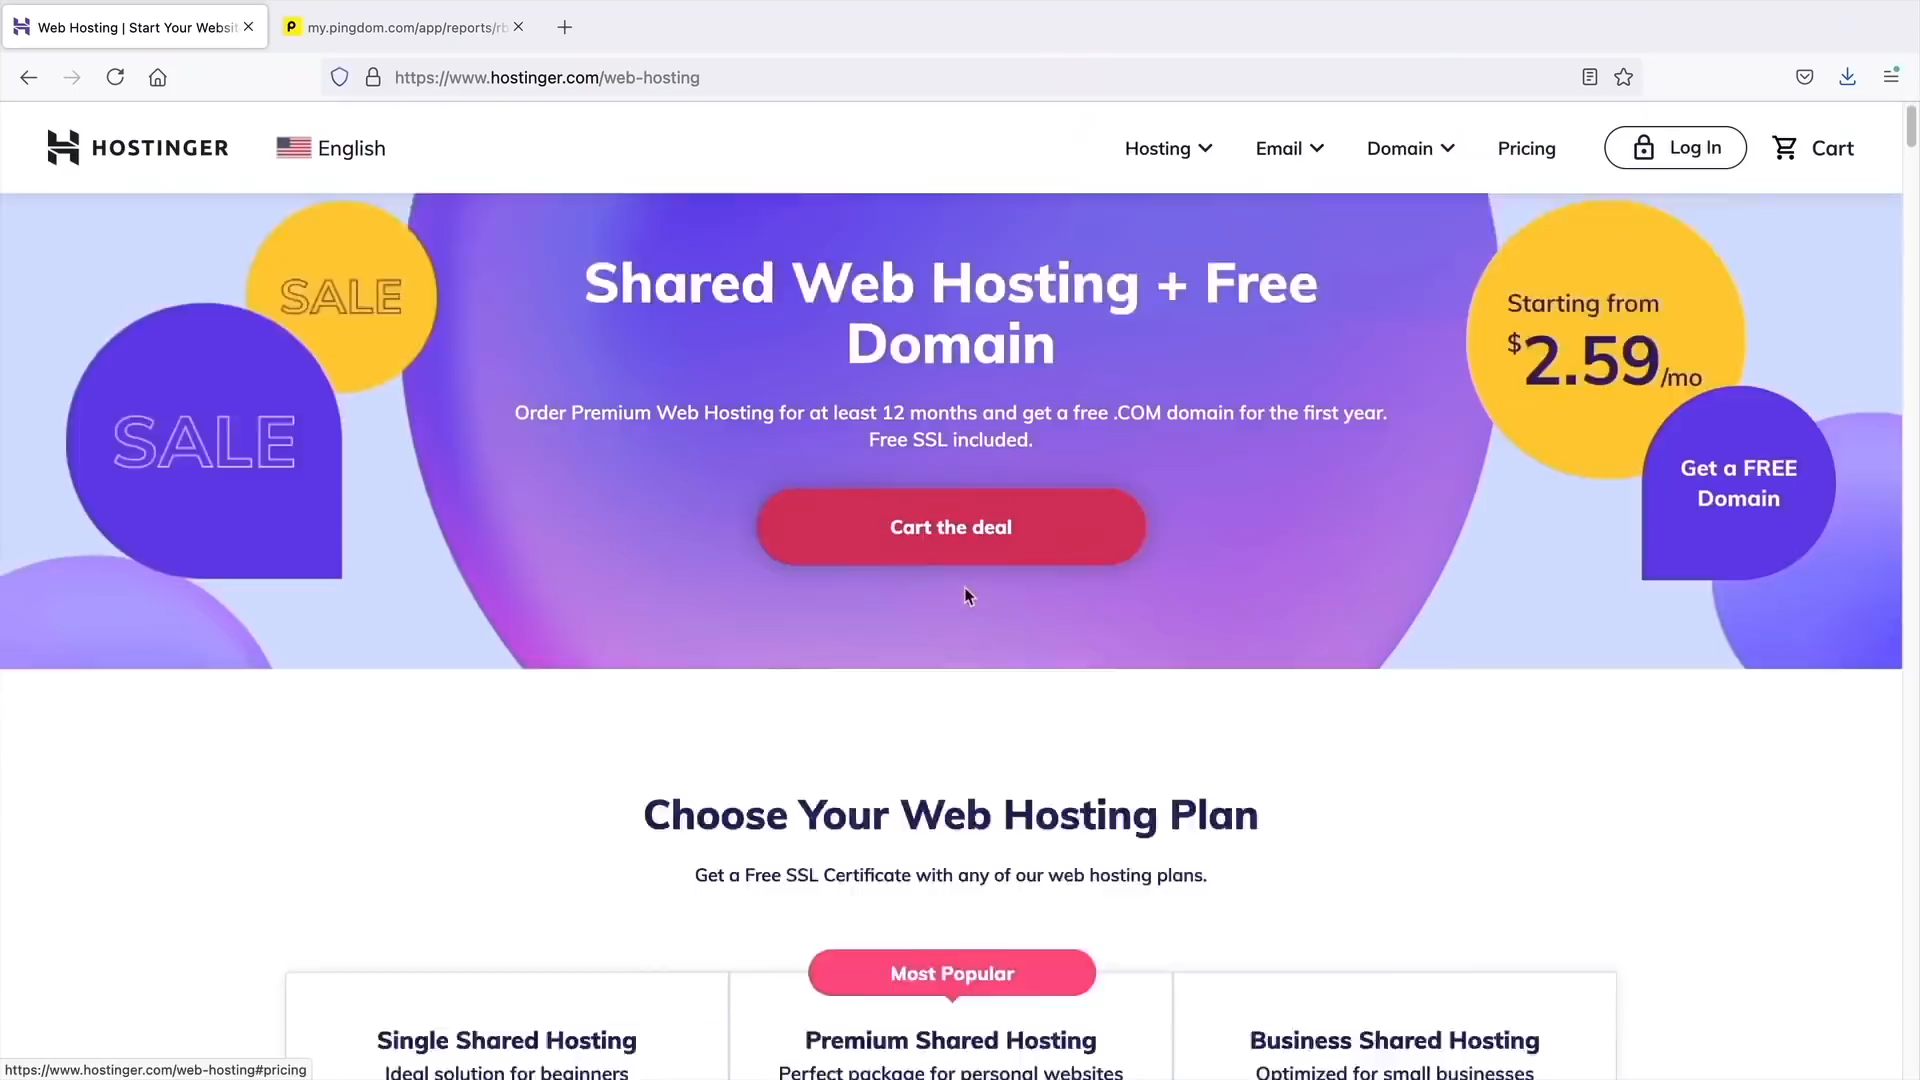 Web Hosting | Start Your Websit
my.pingdom.com/app/reports/rb
https://www.hostinger.com/web-hosting
HOSTINGER
English
Hosting
Email
Domain
Pricing
Log In
Cart
SALE
SALE
Shared Web Hosting + Free
Domain
Order Premium Web Hosting for at least 12 months and get a free .COM domain for the first year.
Free SSL included.
Cart the deal
Starting from
$2.59/mo
Get a FREE
Domain
Choose Your Web Hosting Plan
Get a Free SSL Certificate with any of our web hosting plans.
Most Popular
Single Shared Hosting
Ideal solution for beginners
Premium Shared Hosting
Perfect package for personal websites
Business Shared Hosting
Optimized for small businesses
https://www.hostinger.com/web-hosting#pricing